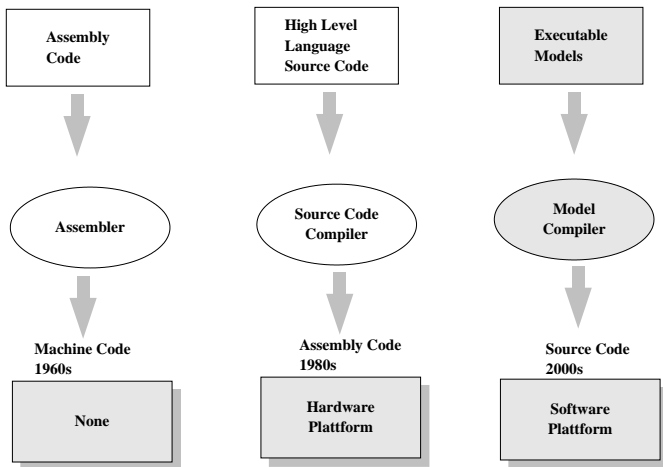 Assembly
Code
High Level
Language
Source Code
Executable
Models
Assembler
Source Code
Compiler
Model
Compiler
Machine Code
1960s
Assembly Code
1980s
Source Code
2000s
None
Hardware
Plattform
Software
Plattform